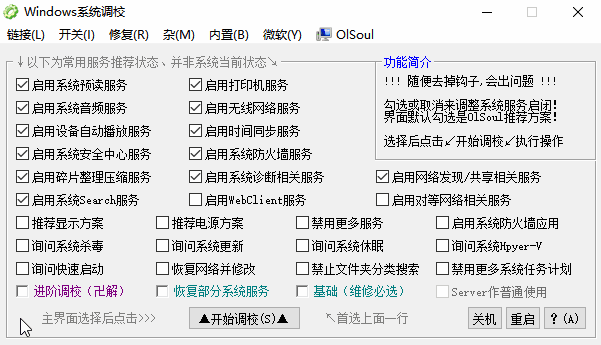 Windows系统调校
链接(L) 开关(I) 修复(R) 杂(M) 内置(B) 微软(Y) OlSoul
↓以下为常用服务推荐状态、并非系统当前状态↘ 功能简介
启用系统预读服务 启用打印机服务 !!! 随便去掉钩子,会出问题 !!!
启用系统音频服务 启用无线网络服务 勾选或取消来调整系统服务启闭!
启用设备自动播放服务 启用时间同步服务 界面默认勾选是OlSoul推荐方案!
启用系统安全中心服务 启用系统防火墙服务 选择后点击↙开始调校↙执行操作
启用碎片整理压缩服务 启用系统诊断相关服务 启用网络发现/共享相关服务
启用系统Search服务 启用WebClient服务 启用对等网络相关服务
推荐显示方案 推荐电源方案 禁用更多服务 启用系统防火墙应用
询问系统杀毒 询问系统更新 询问系统休眠 询问系统Hpyer-V
询问快速启动 恢复网络并修改 禁止文件夹分类搜索 禁用更多系统任务计划
进阶调校（卍解） 恢复部分系统服务 基础（维修必选） Server作普通使用
主界面选择后点击>>> ▲开始调校(S)▲ ↖首选上面一行 关机 重启 ？(A)